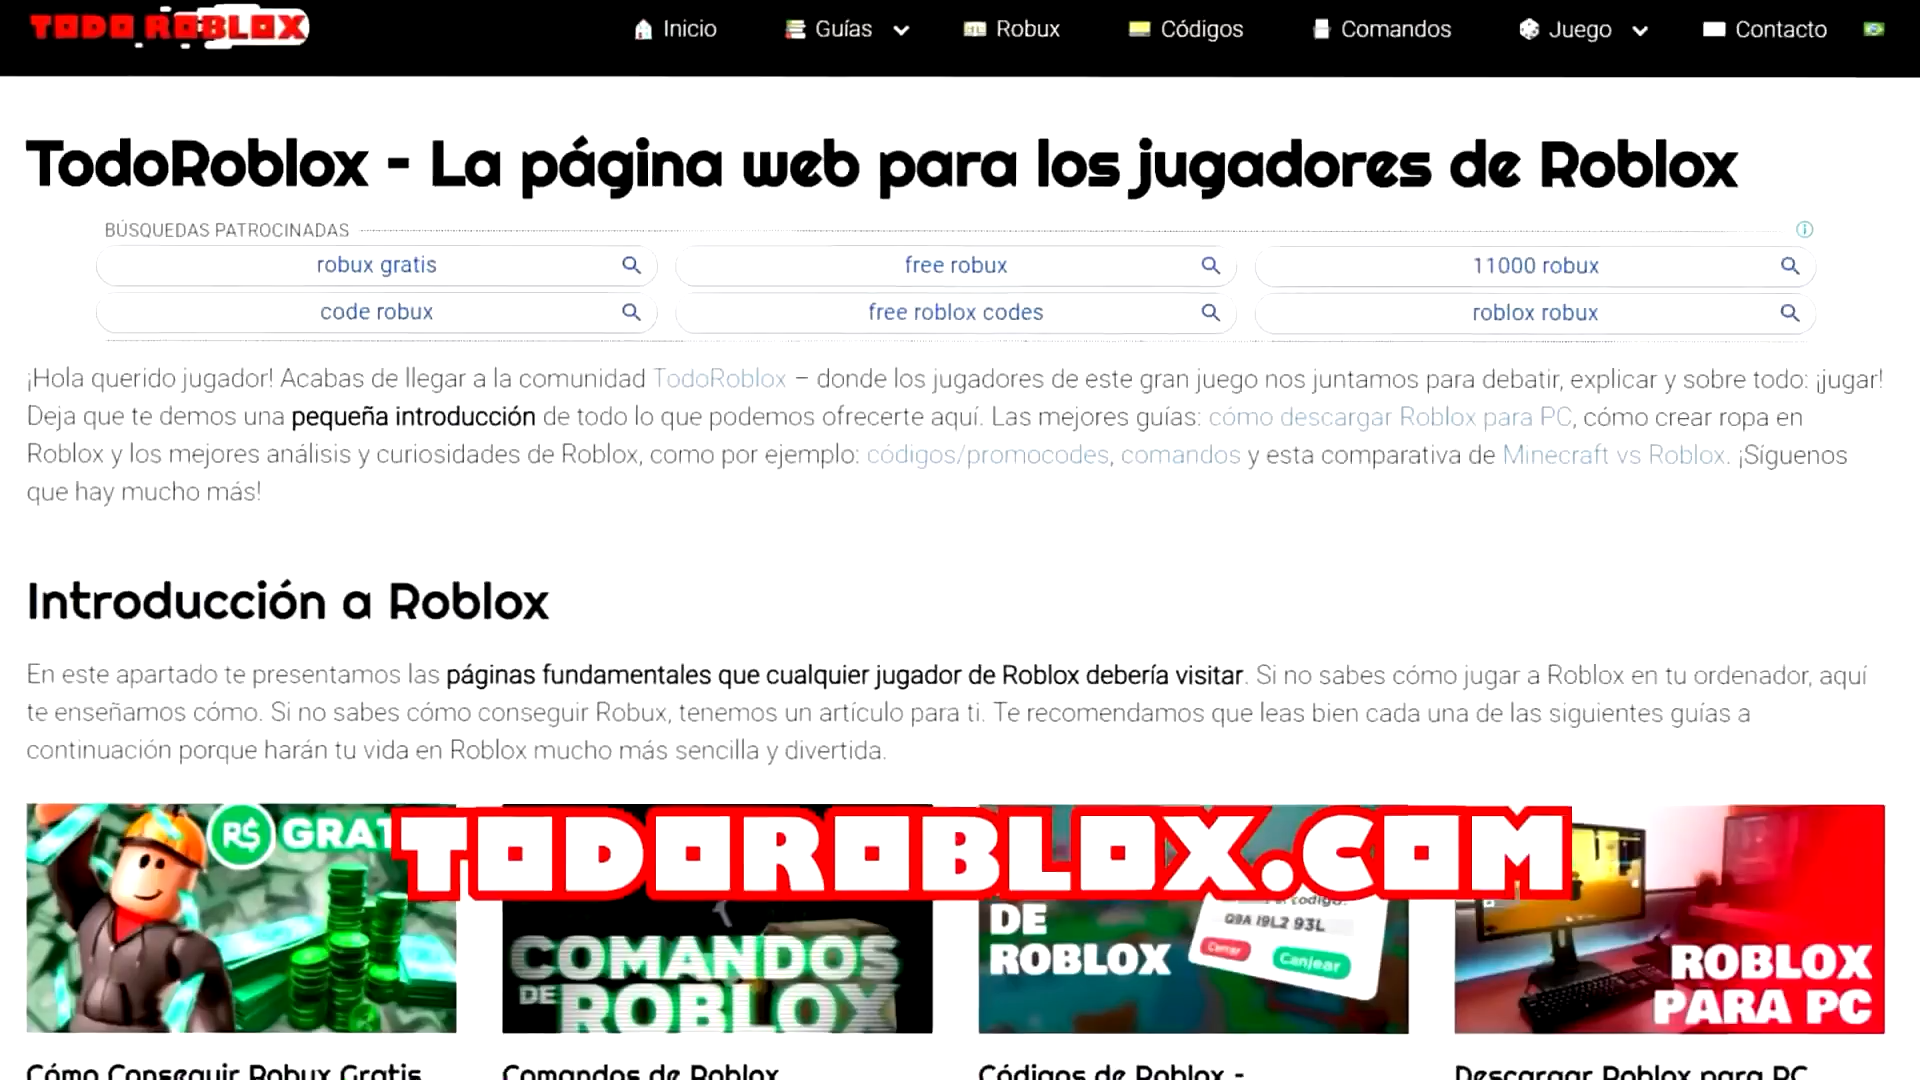 TODO ROBLOX
Inicio
Guías
Robux
Códigos
Comandos
Juego
Contacto
TodoRoblox - La página web para los jugadores de Roblox
BÚSQUEDAS PATROCINADAS
robux gratis
free robux
11000 robux
code robux
free roblox codes
roblox robux
¡Hola querido jugador! Acabas de llegar a la comunidad TodoRoblox – donde los jugadores de este gran juego nos juntamos para debatir, explicar y sobre todo: ¡jugar!
Deja que te demos una pequeña introducción de todo lo que podemos ofrecerte aquí. Las mejores guías: cómo descargar Roblox para PC, cómo crear ropa en
Roblox y los mejores análisis y curiosidades de Roblox, como por ejemplo: códigos/promocodes, comandos y esta comparativa de Minecraft vs Roblox. ¡Síguenos
que hay mucho más!
Introducción a Roblox
En este apartado te presentamos las páginas fundamentales que cualquier jugador de Roblox debería visitar. Si no sabes cómo jugar a Roblox en tu ordenador, aquí
te enseñamos cómo. Si no sabes cómo conseguir Robux, tenemos un artículo para ti. Te recomendamos que leas bien cada una de las siguientes guías a
continuación porque harán tu vida en Roblox mucho más sencilla y divertida.
R$ GRAT
TODOROBLOX.COM
COMANDOS
DE ROBLOX
DE
ROBLOX
código:
Q9A I9L2 93L
Cerrar
Canjear
ROBLOX
PARA PC
Cómo Conseguir Robux Gratis
Comandos de Roblox
Códigos de Roblox -
Descargar Roblox para PC